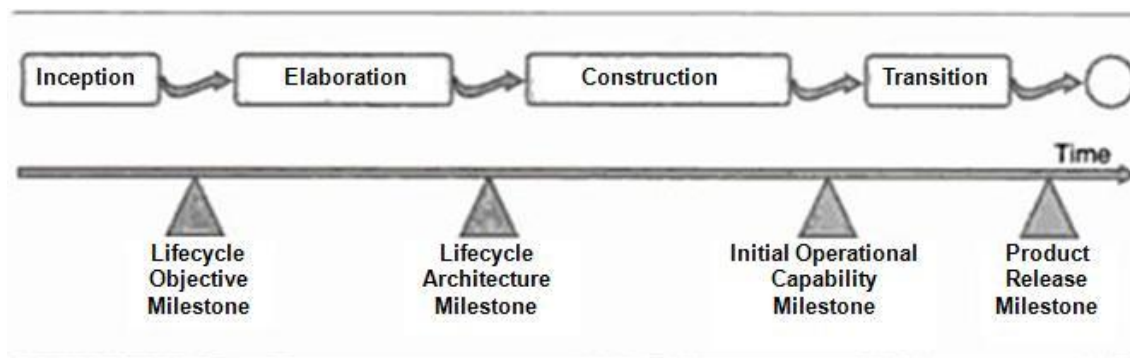 Inception
Elaboration
Construction
Transition
Time
Lifecycle
Objective
Milestone
Lifecycle
Architecture
Milestone
Initial Operational
Capability
Milestone
Product
Release
Milestone